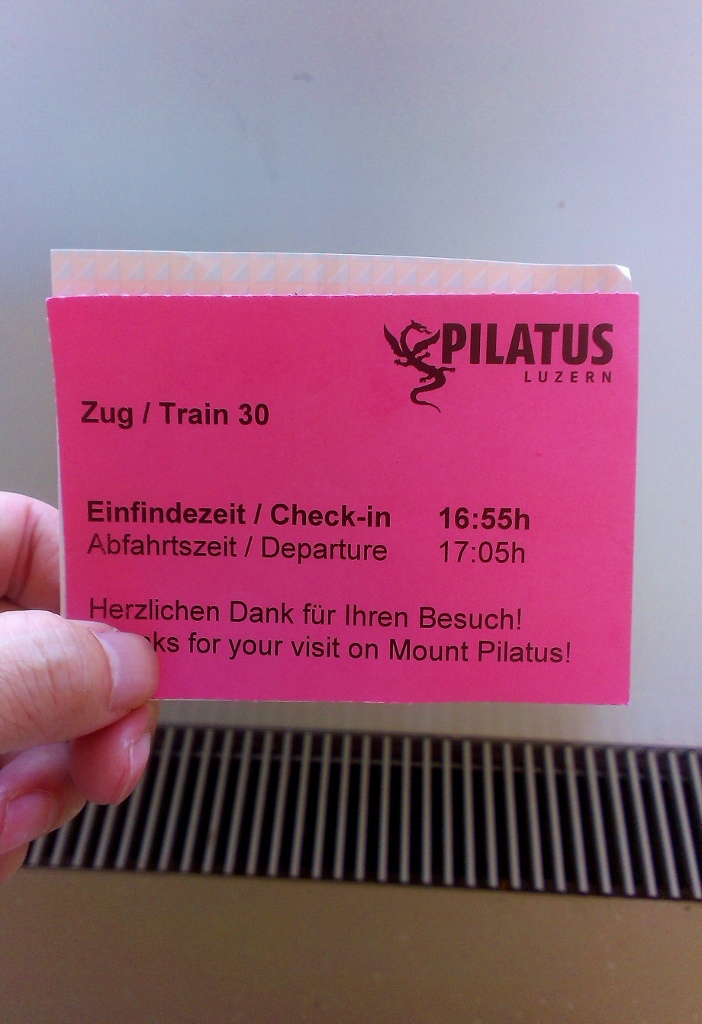 PILATUS
LUZERN
Zug / Train 30
Einfindezeit / Check-in 16:55h
Abfahrtszeit / Departure 17:05h
Herzlichen Dank für Ihren Besuch!
for your visit on Mount Pilatus!